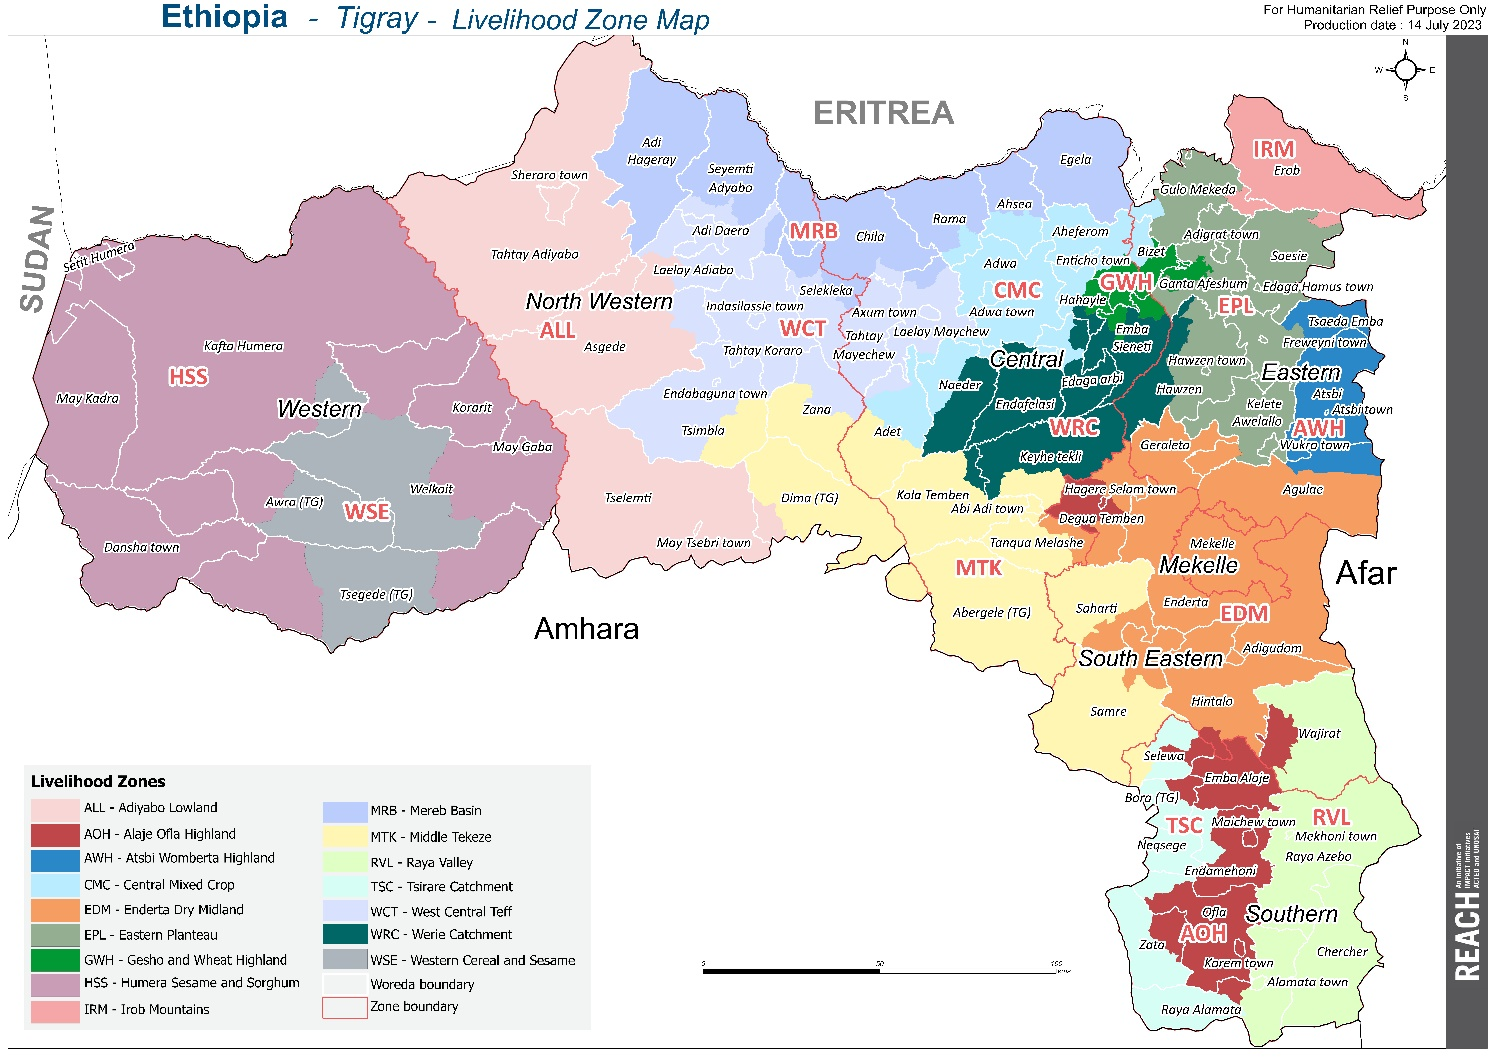 Ethiopia - Tigray - Livelihood Zone Map
For Humanitarian Relief Purpose Only
Production date : 14 July 2023
N
W
E
S
ERITREA
SUDAN
Afar
Amhara
IRM
Erob
Adi
Hageray
Seyemti
Adyabo
Egela
Gulo Mekeda
Sheraro town
Ahsea
Rama
MRB
Chila
Adi Daero
Aheferom
Adigrat town
Setit Humera
Tahtay Adiyabo
Laelay Adiabo
Adwa
Enticho town
Bizet
Saesie
North Western
Selekleka
CMC
GWH
Ganta Afeshum
Edaga Hamus town
Indasilassie town
Axum town
Adwa town
Hahayle
EPL
ALL
WCT
Tahtay
Mayechew
Laelay Maychew
Emba
Sieneti
Tsaeda Emba
Freweyni town
Kafta Humera
Asgede
Tahtay Koraro
Central
Hawzen town
Eastern
HSS
May Kadra
Western
Endabaguna town
Naeder
Edaga arbi
Hawzen
Atsbi
Atsbi town
Kororit
Zana
Endafelasi
Kelete
Awelallo
AWH
Tsimbla
Adet
WRC
Wukro town
May Gaba
Geraleta
Keyhe tekli
Welkait
Awra (TG)
WSE
Tselemti
Dima (TG)
Kola Temben
Abi Adi town
Hagere Selam town
Agulae
Degua Temben
Dansha town
May Tsebri town
Tanqua Melashe
Mekelle
Mekelle
MTK
Tsegede (TG)
Abergele (TG)
Saharti
Enderta
EDM
South Eastern
Adigudom
Samre
Hintalo
Wajirat
Selewa
Emba Alaje
Bora (TG)
TSC
Maichew town
RVL
Mekhoni town
Neqsege
Raya Azebo
Endamehoni
Ofla
Southern
AOH
Zata
Korem town
Chercher
Alamata town
Raya Alamata
Livelihood Zones
ALL - Adiyabo Lowland
AOH - Alaje Ofla Highland
AWH - Atsbi Womberta Highland
CMC - Central Mixed Crop
EDM - Enderta Dry Midland
EPL - Eastern Planteau
GWH - Gesho and Wheat Highland
HSS - Humera Sesame and Sorghum
IRM - Irob Mountains
MRB - Mereb Basin
MTK - Middle Tekeze
RVL - Raya Valley
TSC - Tsirare Catchment
WCT - West Central Teff
WRC - Werie Catchment
WSE - Western Cereal and Sesame
Woreda boundary
Zone boundary
0
50
100
REACH
An initiative of
IMPACT Initiatives
ACTED and UNOSAT